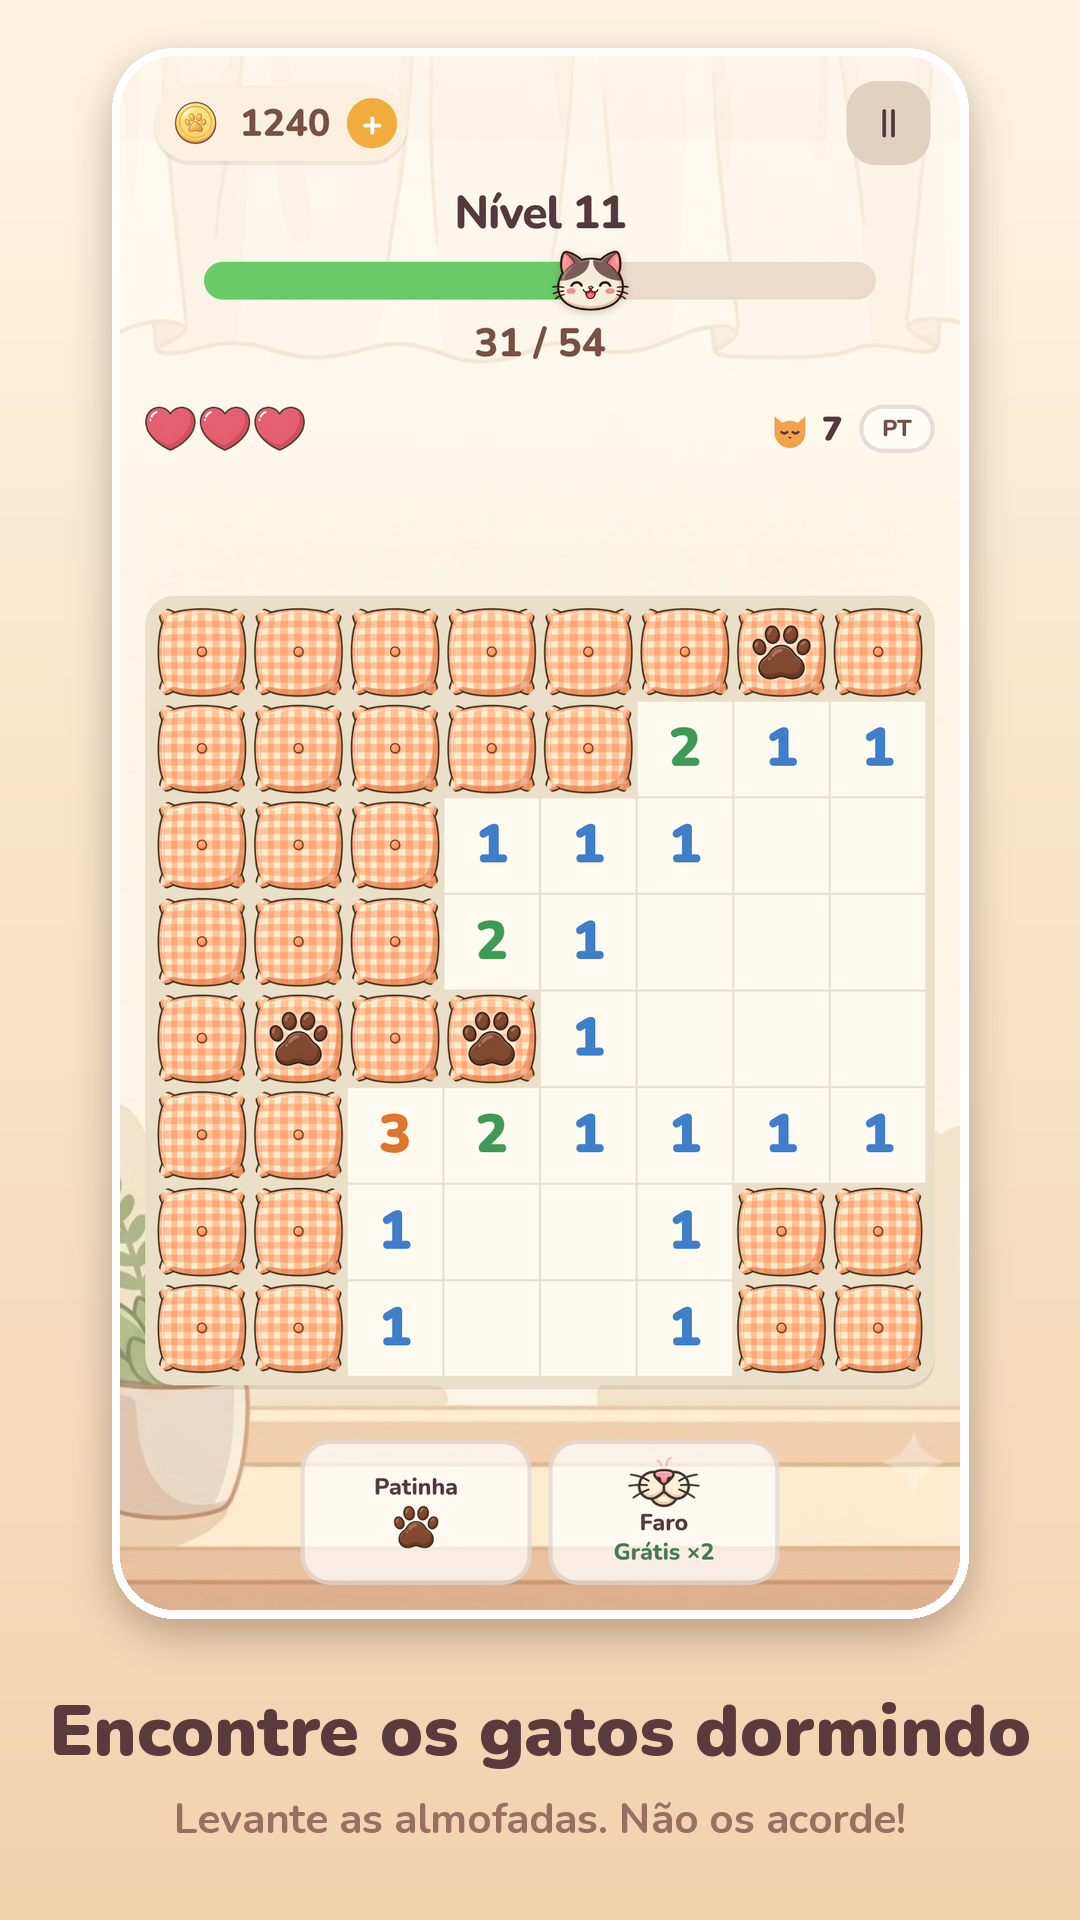 1240 +
Nível 11
31 / 54
7 PT
2 1 1
1 1 1
2 1
1
3 2 1 1 1 1
1 1
1 1
Patinha
Faro
Grátis ×2
Encontre os gatos dormindo
Levante as almofadas. Não os acorde!